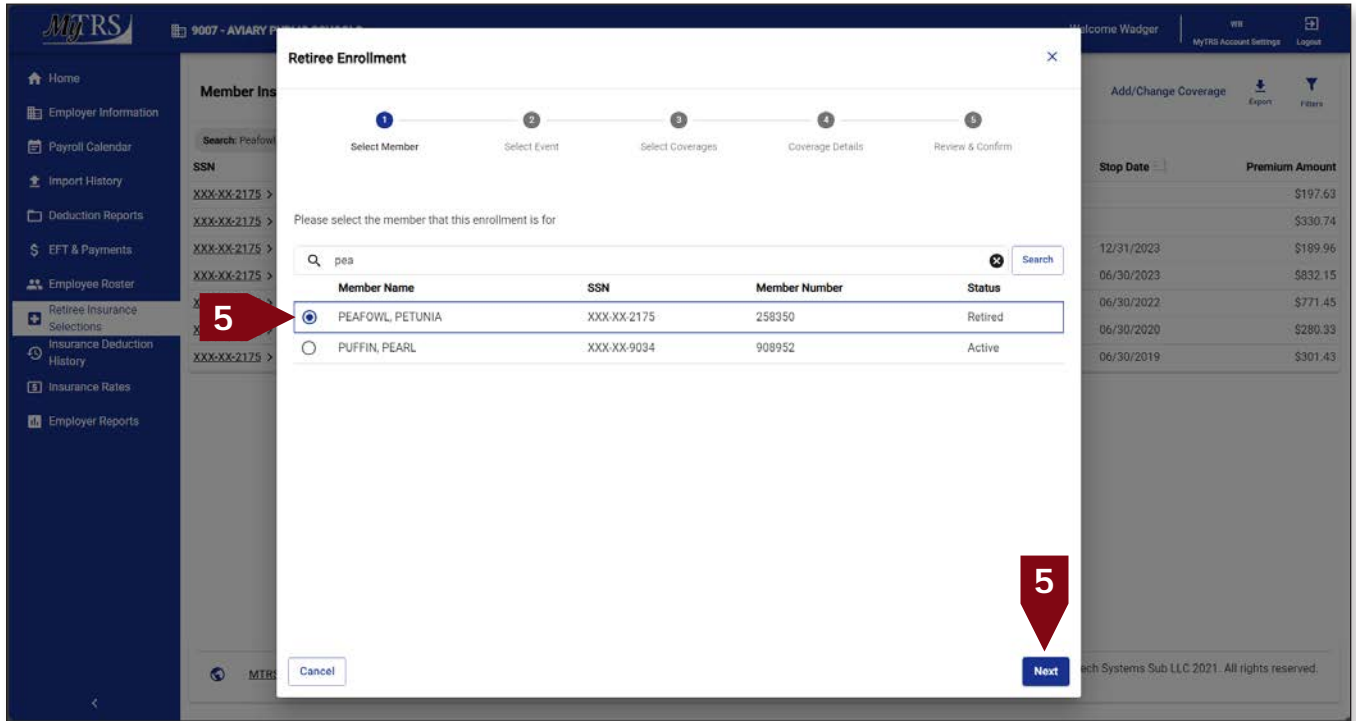 MyTRS
9007 - AVIARY P
Welcome Wadger
WB
MyTRS Account Settings
Logout
Home
Employer Information
Payroll Calendar
Import History
Deduction Reports
$ EFT & Payments
Employee Roster
Retiree Insurance
Selections
Insurance Deduction
History
Insurance Rates
Employer Reports
Member Ins
Add/Change Coverage
Export
Filters
Search: Peafowl
SSN
Stop Date
Premium Amount
XXX-XX-2175 >
$197.63
XXX-XX-2175 >
$330.74
XXX-XX-2175 >
12/31/2023
$189.96
XXX-XX-2175 >
06/30/2023
$832.15
06/30/2022
$771.45
06/30/2020
$280.33
XXX-XX-2175 >
06/30/2019
$301.43
Retiree Enrollment
1
2
3
4
5
Select Member
Select Event
Select Coverages
Coverage Details
Review & Confirm
Please select the member that this enrollment is for
pea
Search
Member Name
SSN
Member Number
Status
5
PEAFOWL, PETUNIA
XXX-XX-2175
258350
Retired
PUFFIN, PEARL
XXX-XX-9034
908952
Active
5
Cancel
Next
MTRS
ech Systems Sub LLC 2021. All rights reserved.